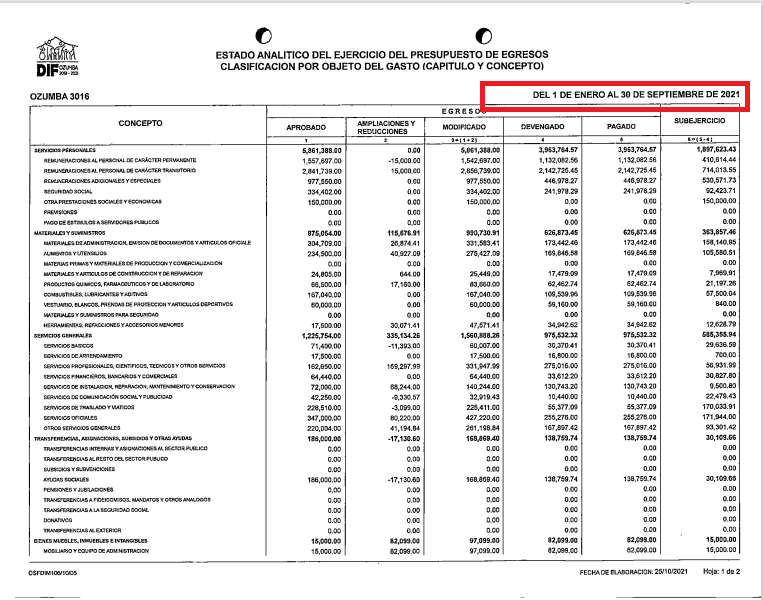 DIF OZUMBA
2019 - 2021
ESTADO ANALITICO DEL EJERCICIO DEL PRESUPUESTO DE EGRESOS
CLASIFICACION POR OBJETO DEL GASTO (CAPITULO Y CONCEPTO)
OZUMBA 3016 DEL 1 DE ENERO AL 30 DE SEPTIEMBRE DE 2021
EGRESOS
CONCEPTO APROBADO AMPLIACIONES Y REDUCCIONES MODIFICADO DEVENGADO PAGADO SUBEJERCICIO
1 2 3 = ( 1 + 2 ) 4 5 6 = ( 3 - 4 )
SERVICIOS PERSONALES 5,861,388.00 0.00 5,861,388.00 3,963,764.57 3,963,764.57 1,897,623.43
REMUNERACIONES AL PERSONAL DE CARÁCTER PERMANENTE 1,557,697.00 -15,000.00 1,542,697.00 1,132,082.56 1,132,082.56 410,614.44
REMUNERACIONES AL PERSONAL DE CARÁCTER TRANSITORIO 2,841,739.00 15,000.00 2,856,739.00 2,142,725.45 2,142,725.45 714,013.55
REMUNERACIONES ADICIONALES Y ESPECIALES 977,550.00 0.00 977,550.00 446,978.27 446,978.27 530,571.73
SEGURIDAD SOCIAL 334,402.00 0.00 334,402.00 241,978.29 241,978.29 92,423.71
OTRA PRESTACIONES SOCIALES Y ECONOMICAS 150,000.00 0.00 150,000.00 0.00 0.00 150,000.00
PREVISIONES 0.00 0.00 0.00 0.00 0.00 0.00
PAGO DE ESTIMULOS A SERVIDORES PUBLICOS 0.00 0.00 0.00 0.00 0.00 0.00
MATERIALES Y SUMINISTROS 875,054.00 115,676.91 990,730.91 626,873.45 626,873.45 363,857.46
MATERIALES DE ADMINISTRACION, EMISION DE DOCUMENTOS Y ARTICULOS OFICIALE 304,709.00 26,874.41 331,583.41 173,442.46 173,442.46 158,140.95
ALIMENTOS Y UTENSILIOS 234,500.00 40,927.09 275,427.09 169,846.58 169,846.58 105,580.51
MATERIAS PRIMAS Y MATERIALES DE PRODUCCION Y COMERCIALIZACION 0.00 0.00 0.00 0.00 0.00 0.00
MATERIALES Y ARTICULOS DE CONSTRUCCION Y DE REPARACION 24,805.00 644.00 25,449.00 17,479.09 17,479.09 7,969.91
PRODUCTOS QUIMICOS, FARMACEUTICOS Y DE LABORATORIO 66,500.00 17,160.00 83,660.00 62,462.74 62,462.74 21,197.26
COMBUSTIBLES, LUBRICANTES Y ADITIVOS 167,040.00 0.00 167,040.00 109,539.96 109,539.96 57,500.04
VESTUARIO, BLANCOS, PRENDAS DE PROTECCION Y ARTICULOS DEPORTIVOS 60,000.00 0.00 60,000.00 59,160.00 59,160.00 840.00
MATERIALES Y SUMINISTROS PARA SEGURIDAD 0.00 0.00 0.00 0.00 0.00 0.00
HERRAMIENTAS, REFACCIONES Y ACCESORIOS MENORES 17,500.00 30,071.41 47,571.41 34,942.62 34,942.62 12,628.79
SERVICIOS GENERALES 1,225,754.00 335,134.26 1,560,888.26 975,532.32 975,532.32 585,355.94
SERVICIOS BASICOS 71,400.00 -11,393.00 60,007.00 30,370.41 30,370.41 29,636.59
SERVICIOS DE ARRENDAMIENTO 17,500.00 0.00 17,500.00 16,800.00 16,800.00 700.00
SERVICIOS PROFESIONALES, CIENTIFICOS, TECNICOS Y OTROS SERVICIOS 162,650.00 169,297.99 331,947.99 275,016.00 275,016.00 56,931.99
SERVICIOS FINANCIEROS, BANCARIOS Y COMERCIALES 64,440.00 0.00 64,440.00 33,612.20 33,612.20 30,827.80
SERVICIOS DE INSTALACION, REPARACIÓN, MANTENIMIENTO Y CONSERVACION 72,000.00 68,244.00 140,244.00 130,743.20 130,743.20 9,500.80
SERVICIOS DE COMUNICACIÓN SOCIAL Y PUBLICIDAD 42,250.00 -9,330.57 32,919.43 10,440.00 10,440.00 22,479.43
SERVICIOS DE TRASLADO Y VIATICOS 228,510.00 -3,099.00 225,411.00 55,377.09 55,377.09 170,033.91
SERVICIOS OFICIALES 347,000.00 80,220.00 427,220.00 255,276.00 255,276.00 171,944.00
OTROS SERVICIOS GENERALES 220,004.00 41,194.84 261,198.84 167,897.42 167,897.42 93,301.42
TRANSFERENCIAS, ASIGNACIONES, SUBSIDIOS Y OTRAS AYUDAS 186,000.00 -17,130.60 168,869.40 138,759.74 138,759.74 30,109.66
TRANSFERENCIAS INTERNAS Y ASIGNACIONES AL SECTOR PUBLICO 0.00 0.00 0.00 0.00 0.00 0.00
TRANSFERENCIAS AL RESTO DEL SECTOR PUBLICO 0.00 0.00 0.00 0.00 0.00 0.00
SUBSIDIOS Y SUBVENCIONES 0.00 0.00 0.00 0.00 0.00 0.00
AYUDAS SOCIALES 186,000.00 -17,130.60 168,869.40 138,759.74 138,759.74 30,109.66
PENSIONES Y JUBILACIONES 0.00 0.00 0.00 0.00 0.00 0.00
TRANSFERENCIAS A FIDEICOMISOS, MANDATOS Y OTROS ANALOGOS 0.00 0.00 0.00 0.00 0.00 0.00
TRANSFERENCIAS A LA SEGURIDAD SOCIAL 0.00 0.00 0.00 0.00 0.00 0.00
DONATIVOS 0.00 0.00 0.00 0.00 0.00 0.00
TRANSFERENCIAS AL EXTERIOR 0.00 0.00 0.00 0.00 0.00 0.00
BIENES MUEBLES, INMUEBLES E INTANGIBLES 15,000.00 82,099.00 97,099.00 82,099.00 82,099.00 15,000.00
MOBILIARIO Y EQUIPO DE ADMINISTRACION 15,000.00 82,099.00 97,099.00 82,099.00 82,099.00 15,000.00
OSFDIM106/10/05 FECHA DE ELABORACION: 25/10/2021 Hoja: 1 de 2